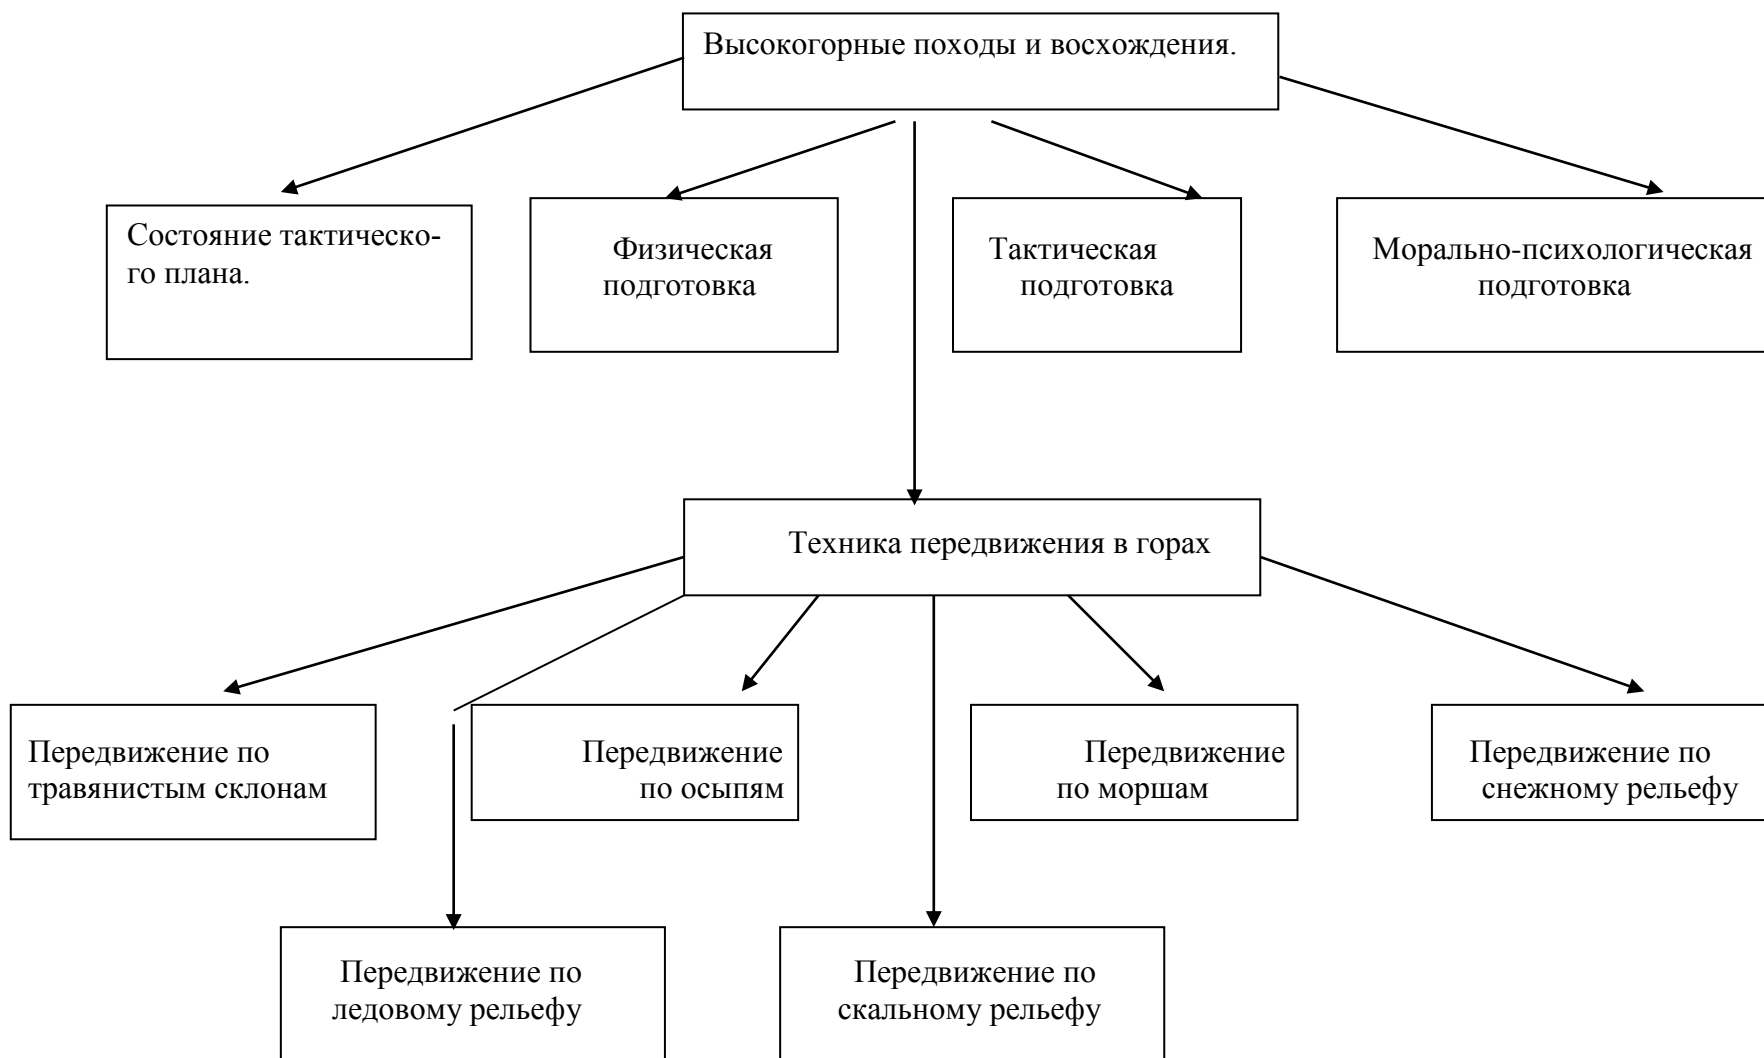 Высокогорные походы и восхождения.
Состояние тактическо-
го плана.
Физическая
подготовка
Тактическая
подготовка
Морально-психологическая
подготовка
Техника передвижения в горах
Передвижение по
травянистым склонам
Передвижение
по осыпям
Передвижение
по моршам
Передвижение по
снежному рельефу
Передвижение по
ледовому рельефу
Передвижение по
скальному рельефу